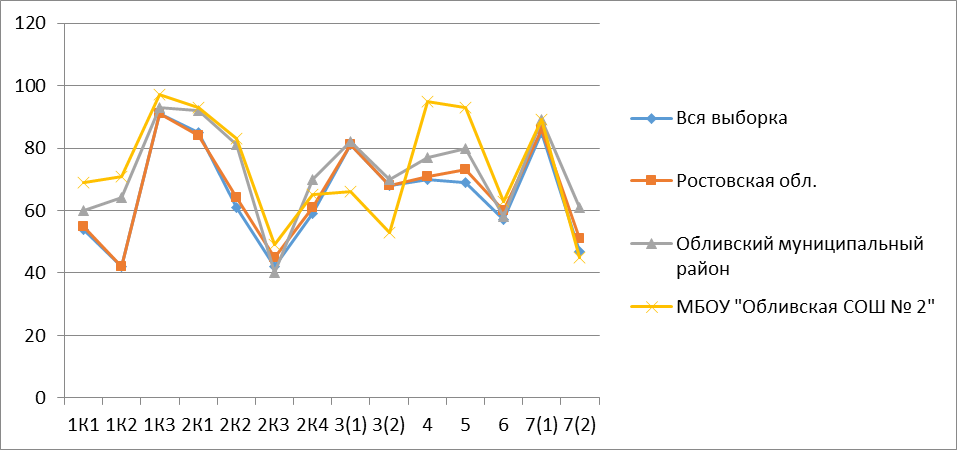 120
100
80
60
40
20
0
1К1 1К2 1К3 2К1 2К2 2К3 2К4 3(1) 3(2) 4 5 6 7(1) 7(2)
Вся выборка
Ростовская обл.
Обливский муниципальный
район
МБОУ "Обливская СОШ № 2"